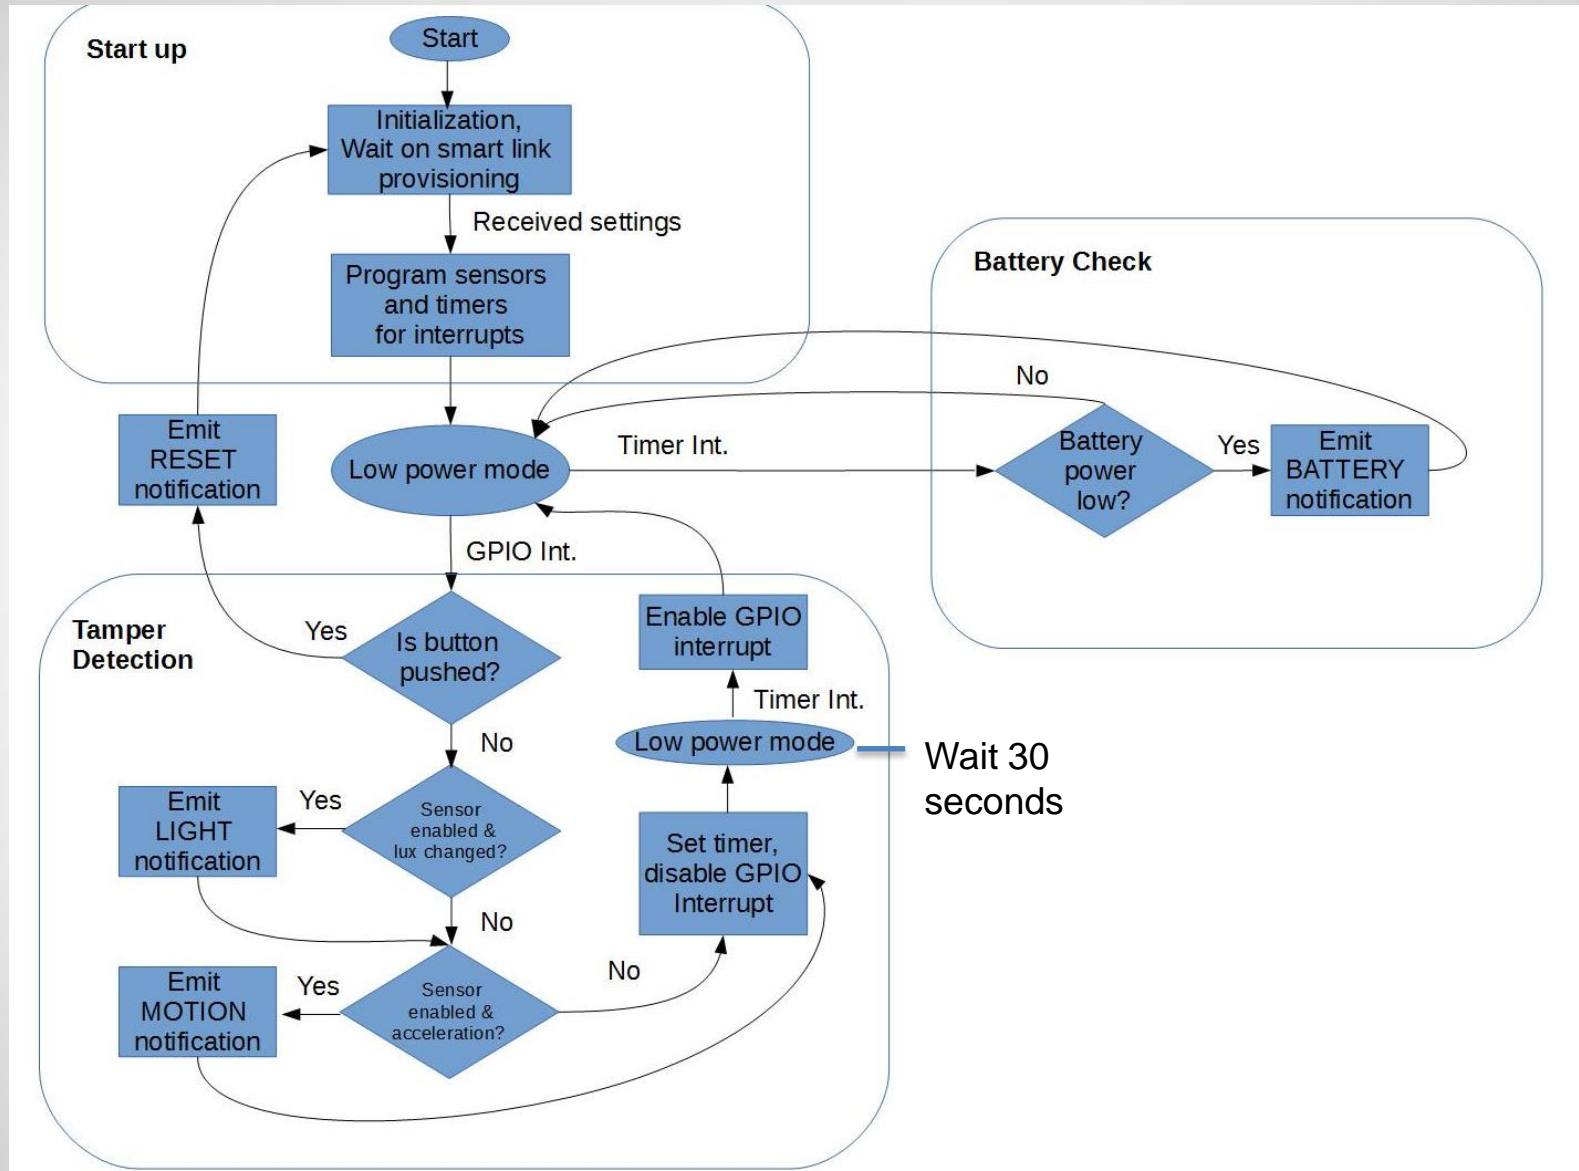 Start up
Start
Initialization,
Wait on smart link
provisioning
Received settings
Program sensors
and timers
for interrupts
Battery Check
No
Emit
RESET
notification
Low power mode
Timer Int.
Battery
power
low?
Yes
Emit
BATTERY
notification
GPIO Int.
Tamper
Detection
Yes
Is button
pushed?
Enable GPIO
interrupt
Timer Int.
No
Low power mode
Wait 30
seconds
Emit
LIGHT
notification
Yes
Sensor
enabled &
lux changed?
Set timer,
disable GPIO
Interrupt
No
Emit
MOTION
notification
Yes
Sensor
enabled &
acceleration?
No